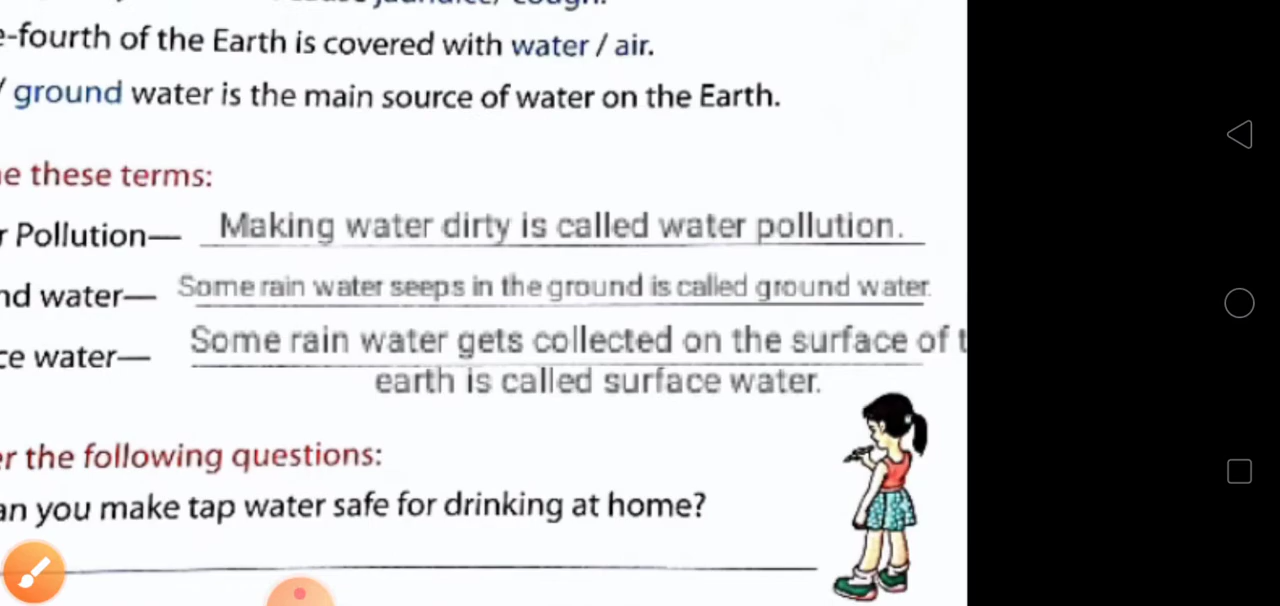 -fourth of the Earth is covered with water / air.
/ ground water is the main source of water on the Earth.
these terms:
Pollution— Making water dirty is called water pollution.
water— Some rain water seeps in the ground is called ground water.
water— Some rain water gets collected on the surface of
earth is called surface water.
the following questions:
you make tap water safe for drinking at home?